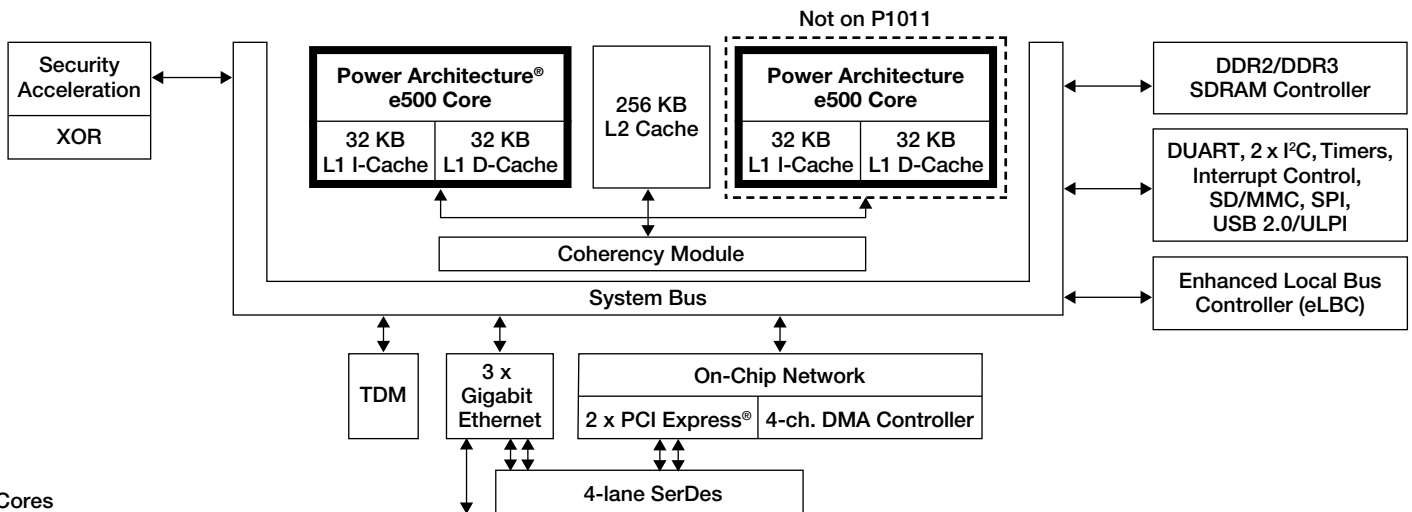 Not on P1011
Security
Acceleration
XOR
Power Architecture®
e500 Core
32 KB
L1 I-Cache
32 KB
L1 D-Cache
256 KB
L2 Cache
Power Architecture
e500 Core
32 KB
L1 I-Cache
32 KB
L1 D-Cache
Coherency Module
System Bus
DDR2/DDR3
SDRAM Controller
DUART, 2 x I²C, Timers,
Interrupt Control,
SD/MMC, SPI,
USB 2.0/ULPI
Enhanced Local Bus
Controller (eLBC)
TDM
3 x
Gigabit
Ethernet
On-Chip Network
2 x PCI Express®
4-ch. DMA Controller
4-lane SerDes
Cores